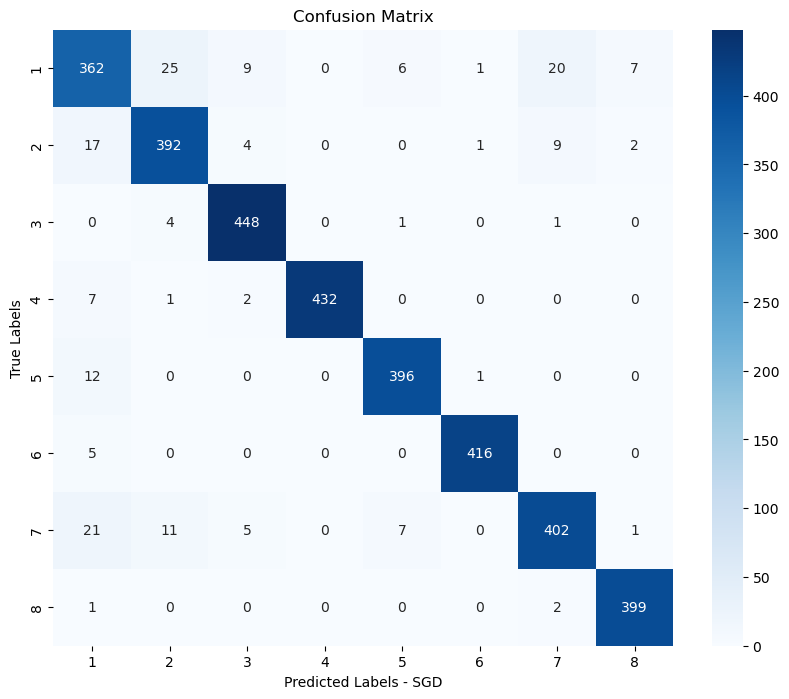 Confusion Matrix
1 362 25 9 0 6 1 20 7
2 17 392 4 0 0 1 9 2
3 0 4 448 0 1 0 1 0
4 7 1 2 432 0 0 0 0
5 12 0 0 0 396 1 0 0
6 5 0 0 0 0 416 0 0
7 21 11 5 0 7 0 402 1
8 1 0 0 0 0 0 2 399
True Labels
1 2 3 4 5 6 7 8
Predicted Labels - SGD
400
350
300
250
200
150
100
50
0